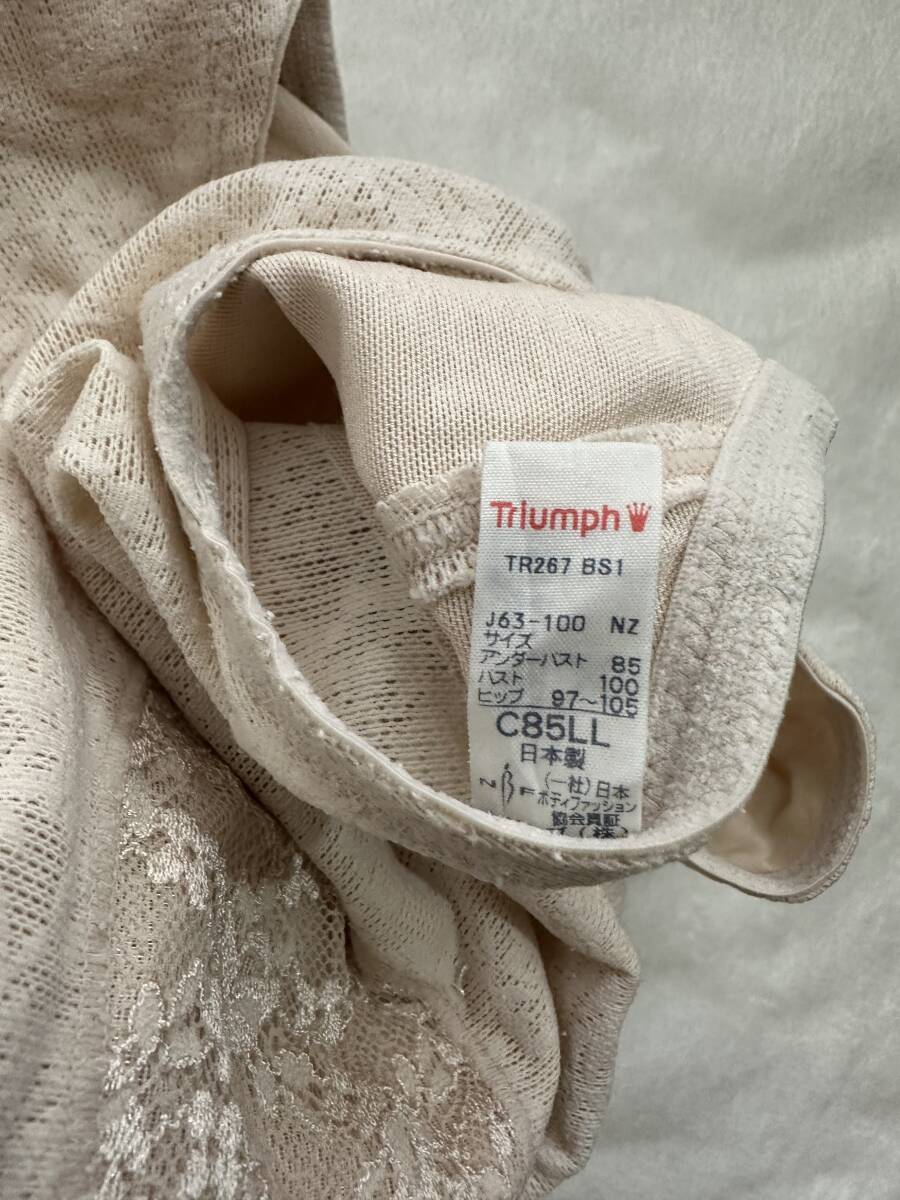 Triumph
TR267 BS1
J63-100 NZ
サイズ
アンダーバスト 85
バスト 100
ヒップ 97〜105
C85LL
日本製
NBF (一社)日本
ボディファッション
協会員証
(株)